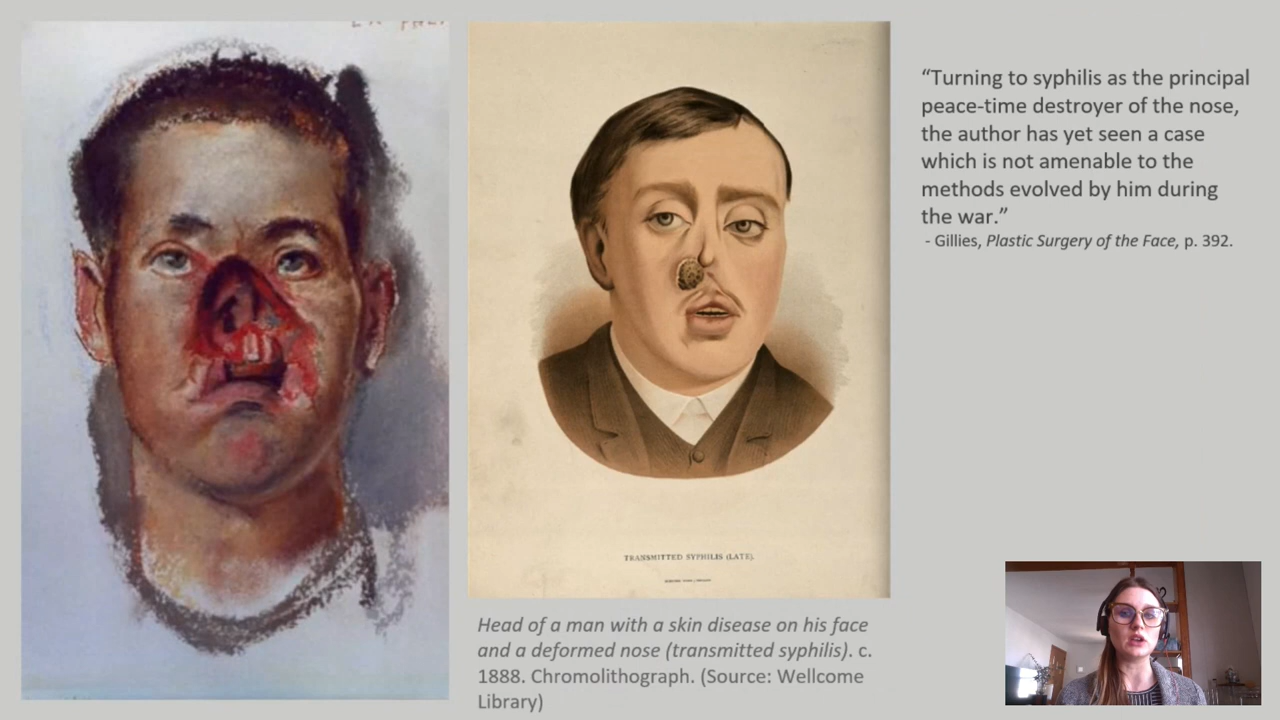 “Turning to syphilis as the principal
peace-time destroyer of the nose,
the author has yet seen a case
which is not amenable to the
methods evolved by him during
the war.”
- Gillies, Plastic Surgery of the Face, p. 392.
TRANSMITTED SYPHILIS (LATE).
Head of a man with a skin disease on his face
and a deformed nose (transmitted syphilis). c.
1888. Chromolithograph. (Source: Wellcome
Library)